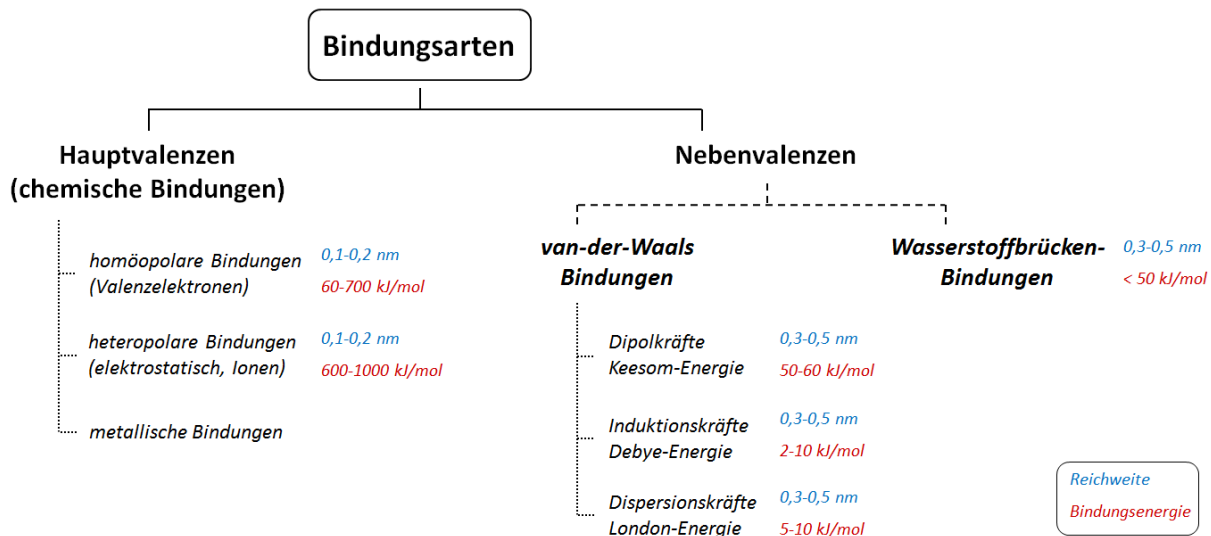 Bindungsarten
Hauptvalenzen
(chemische Bindungen)
homöopolare Bindungen
(Valenzelektronen)
0,1-0,2 nm
60-700 kJ/mol
heteropolare Bindungen
(elektrostatisch, Ionen)
0,1-0,2 nm
600-1000 kJ/mol
metallische Bindungen
Nebenvalenzen
van-der-Waals
Bindungen
Dipolkräfte
Keesom-Energie
0,3-0,5 nm
50-60 kJ/mol
Induktionskräfte
Debye-Energie
0,3-0,5 nm
2-10 kJ/mol
Dispersionskräfte
London-Energie
0,3-0,5 nm
5-10 kJ/mol
Wasserstoffbrücken-
Bindungen
0,3-0,5 nm
< 50 kJ/mol
Reichweite
Bindungsenergie